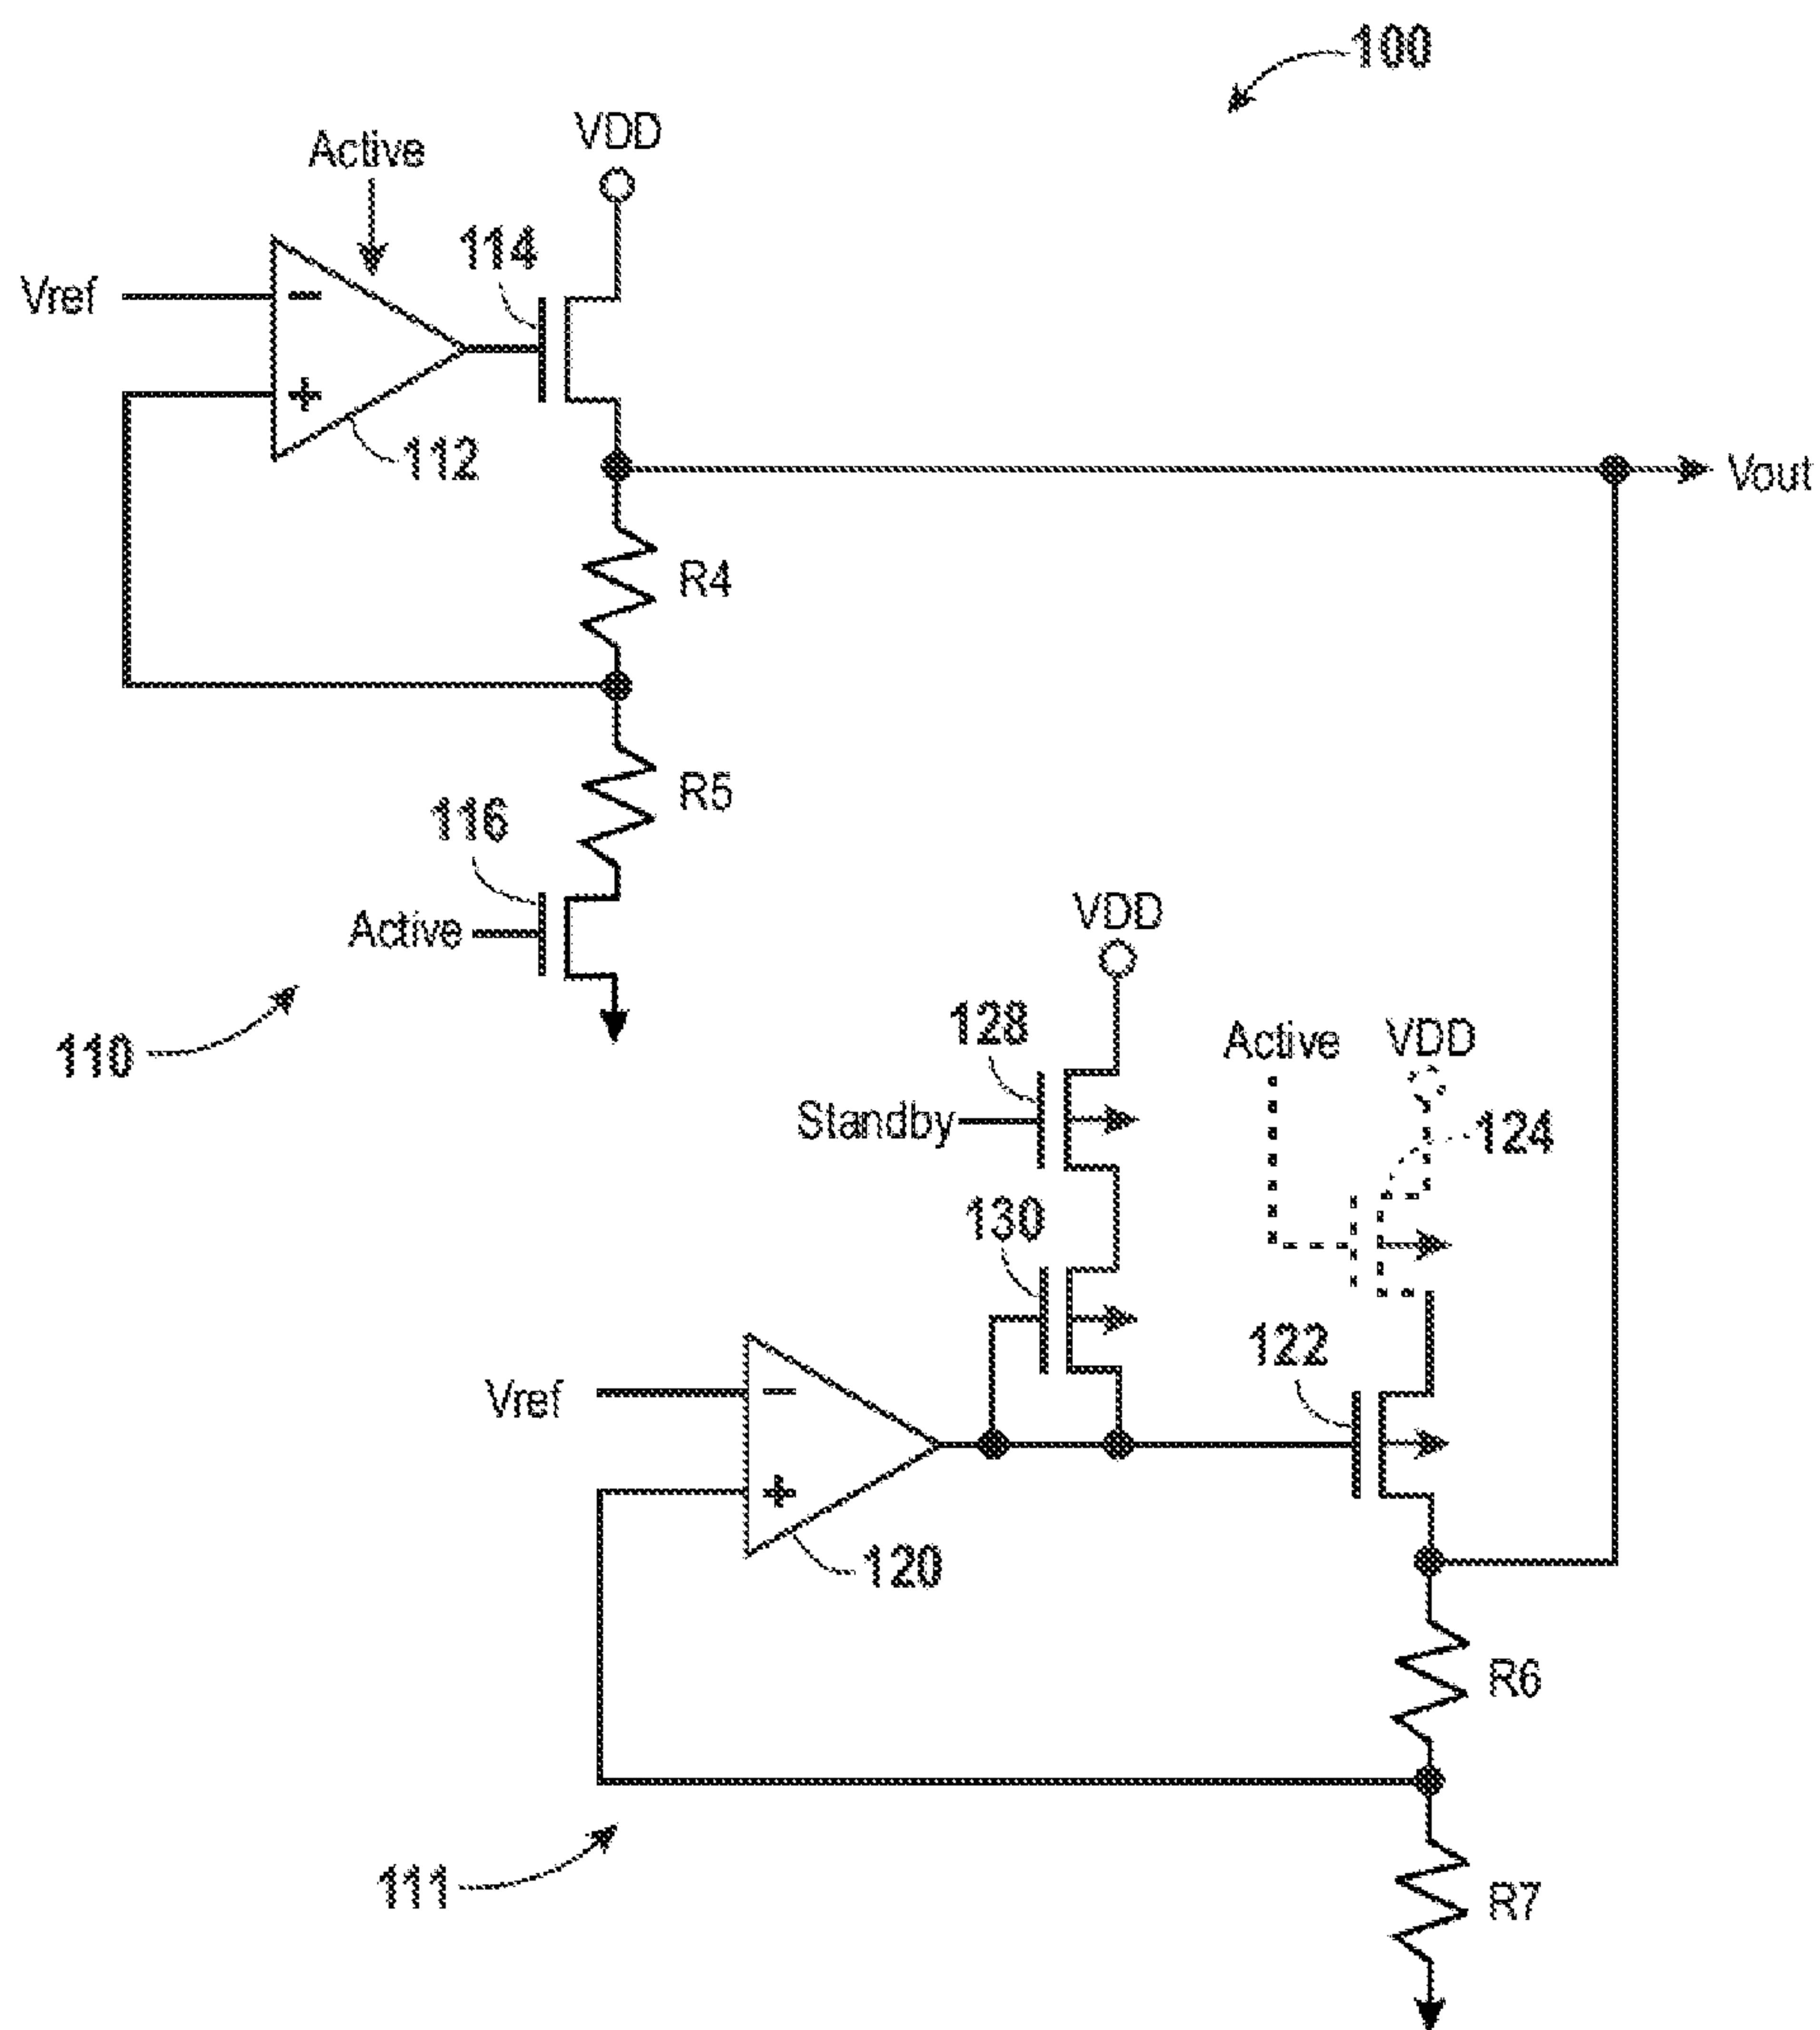 100
Active
VDD
114
Vref
−
+
112
Vout
R4
R5
116
Active
110
VDD
128
Standby
Active
VDD
124
130
122
Vref
−
+
120
R6
111
R7